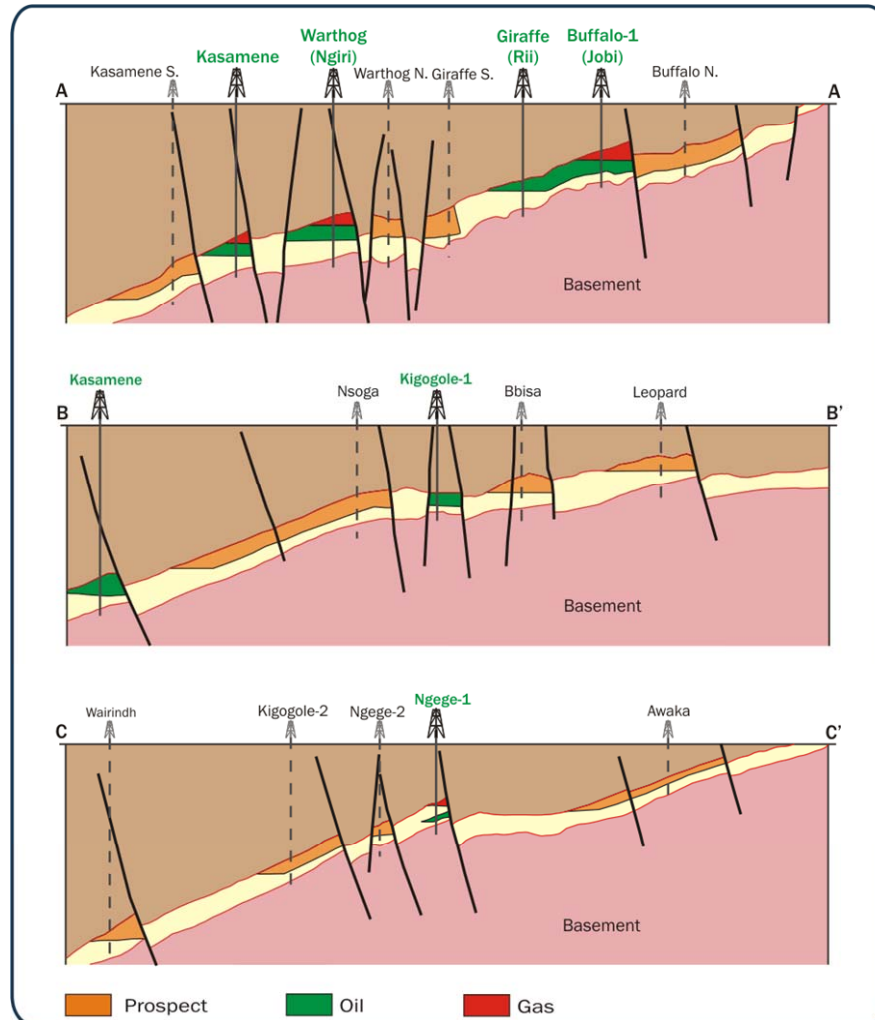 Kasamene S.
Kasamene
Warthog
(Ngiri)
Warthog N.
Giraffe S.
Giraffe
(Rii)
Buffalo-1
(Jobi)
Buffalo N.
A
A
Basement
Kasamene
Nsoga
Kigogole-1
Bbisa
Leopard
B
B'
Basement
Wairindh
Kigogole-2
Ngege-2
Ngege-1
Awaka
C
C'
Basement
Prospect
Oil
Gas